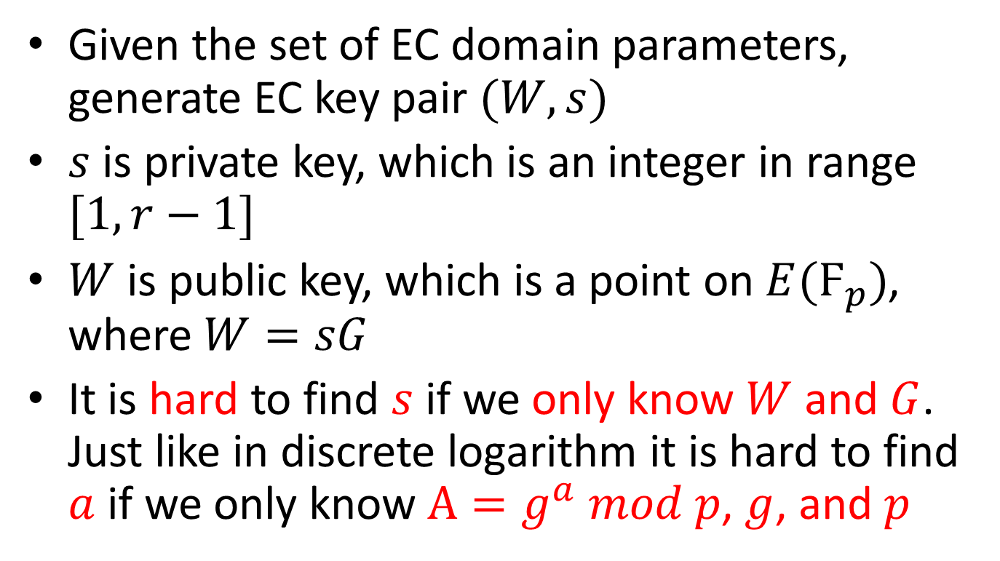 • Given the set of EC domain parameters,
generate EC key pair (W, s)
• s is private key, which is an integer in range
[1, r − 1]
• W is public key, which is a point on E(Fₚ),
where W = sG
• It is hard to find s if we only know W and G.
Just like in discrete logarithm it is hard to find
a if we only know A = gᵃ mod p, g, and p